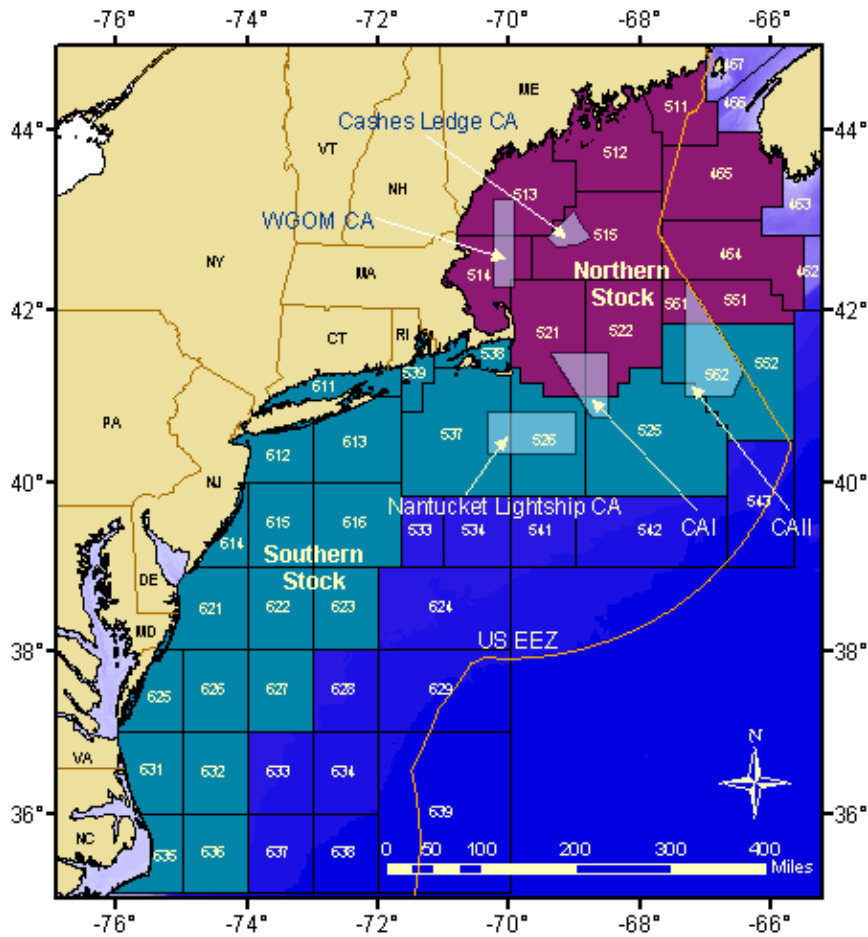 -76° -74° -72° -70° -68° -66°
467
ME
511
466
44°
44°
Cashes Ledge CA
VT
512
465
NH
513
463
WGOM CA
515
464
NY
514
Northern
Stock
462
MA
561
551
42°
42°
CT
RI
521
522
538
562
552
539
611
PA
613
537
526
525
612
40°
40°
NJ
Nantucket Lightship CA
543
615
616
533
534
541
542
CAI
CAII
614
Southern
Stock
DE
621
622
623
624
MD
US EEZ
38°
38°
625
626
627
628
629
N
VA
631
632
633
634
36°
36°
639
NC
635
636
637
638
0 50 100 200 300 400
Miles
-76° -74° -72° -70° -68° -66°